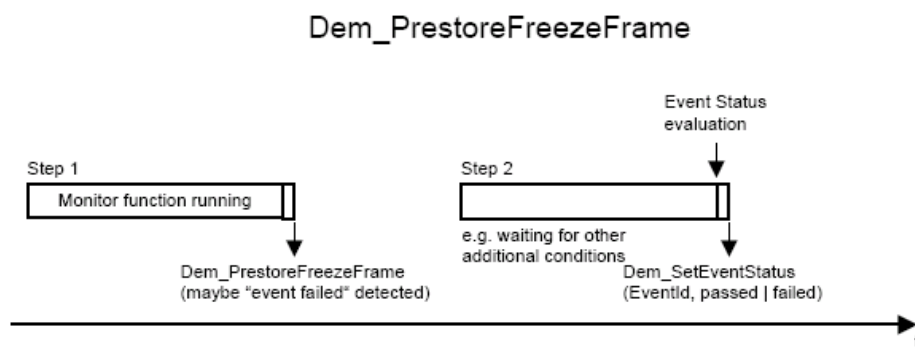 Dem_PrestoreFreezeFrame
Event Status
evaluation
Step 1
Step 2
Monitor function running
e.g. waiting for other
additional conditions
Dem_PrestoreFreezeFrame
(maybe “event failed“ detected)
Dem_SetEventStatus
(EventId, passed | failed)